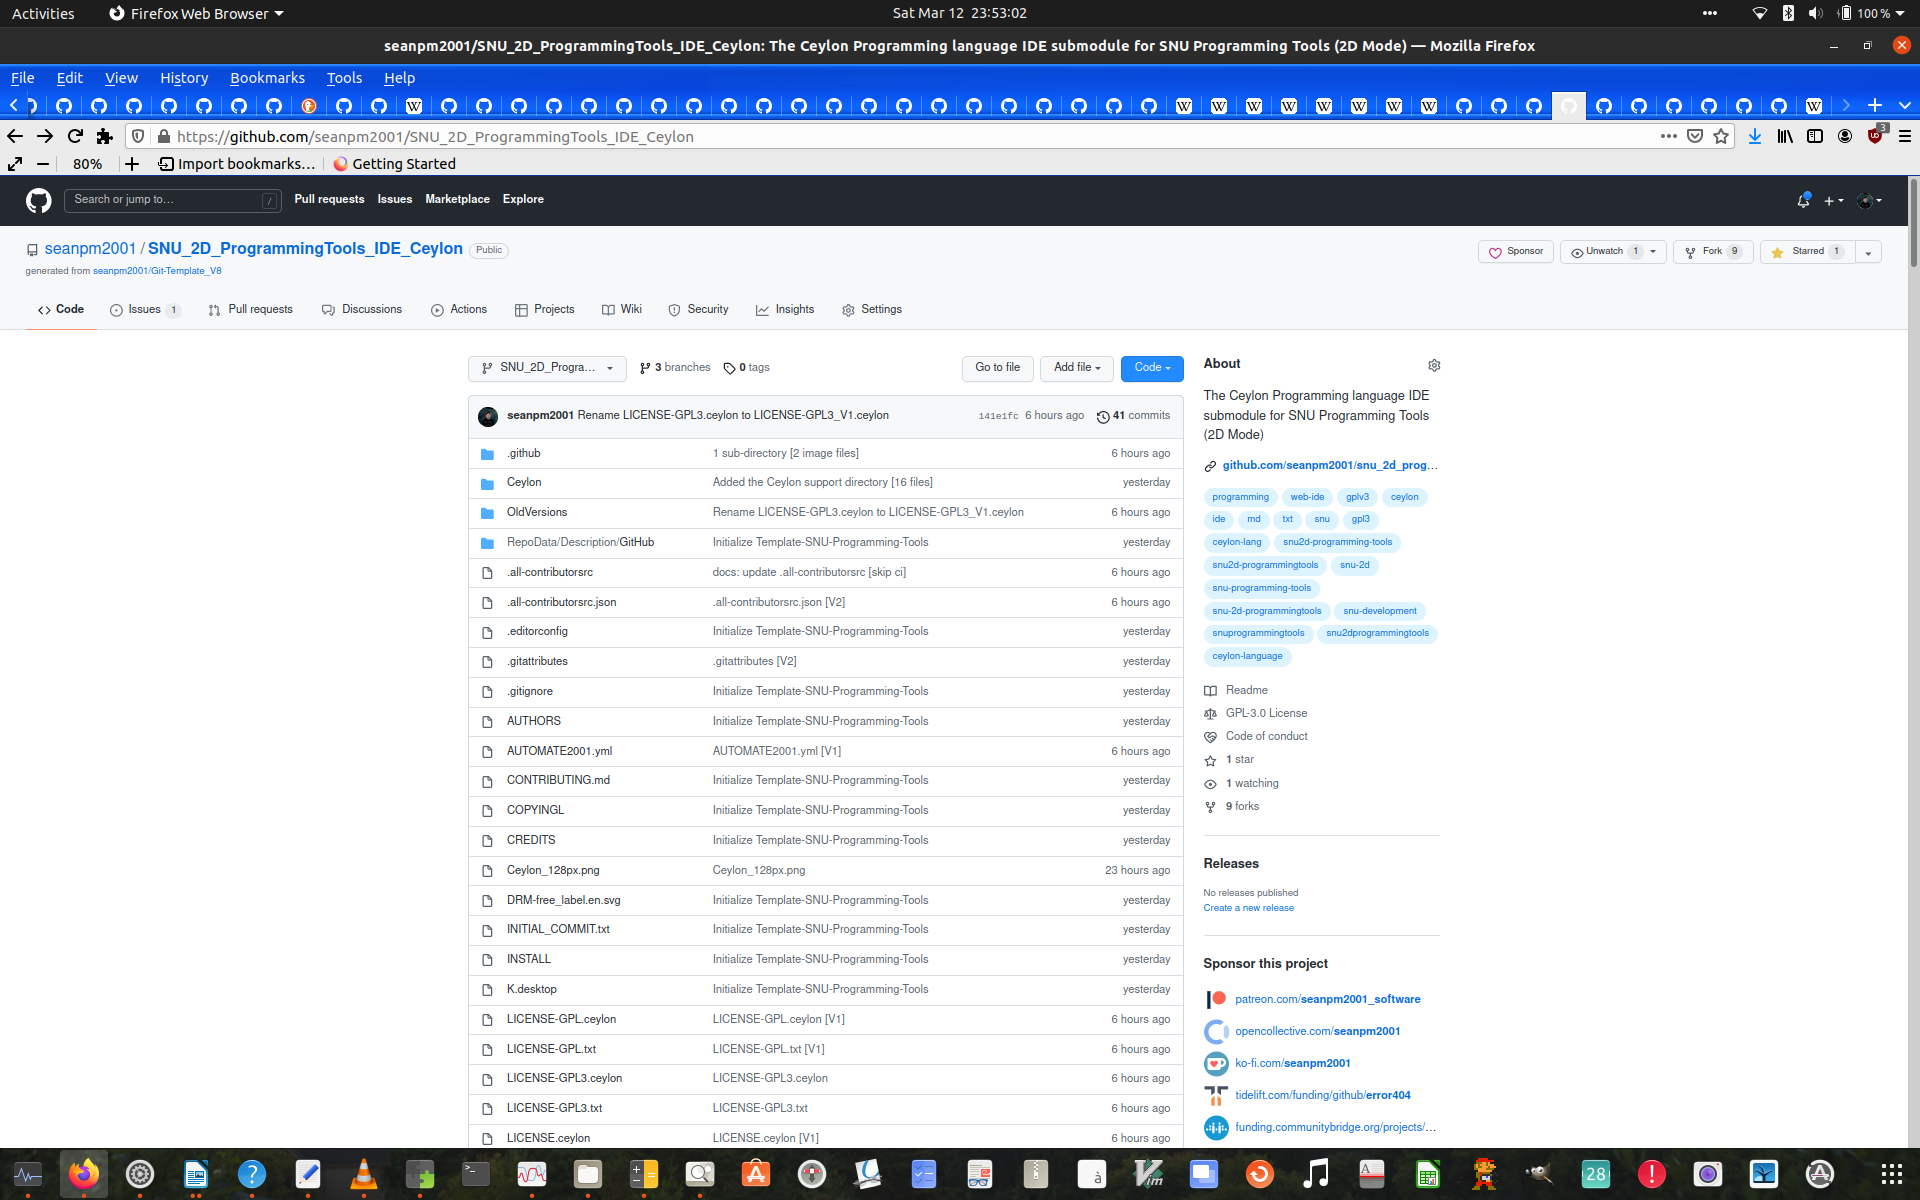 Activities
Firefox Web Browser
Sat Mar 12 23:53:02
100 %
seanpm2001/SNU_2D_ProgrammingTools_IDE_Ceylon: The Ceylon Programming language IDE submodule for SNU Programming Tools (2D Mode) — Mozilla Firefox
File Edit View History Bookmarks Tools Help
https://github.com/seanpm2001/SNU_2D_ProgrammingTools_IDE_Ceylon
3
80% Import bookmarks… Getting Started
Search or jump to… / Pull requests Issues Marketplace Explore
seanpm2001 / SNU_2D_ProgrammingTools_IDE_Ceylon Public
Sponsor Unwatch 1 Fork 9 Starred 1
generated from seanpm2001/Git-Template_V8
Code Issues 1 Pull requests Discussions Actions Projects Wiki Security Insights Settings
SNU_2D_Progra... 3 branches 0 tags Go to file Add file Code
seanpm2001 Rename LICENSE-GPL3.ceylon to LICENSE-GPL3_V1.ceylon 141e1fc 6 hours ago 41 commits
.github 1 sub-directory [2 image files] 6 hours ago
Ceylon Added the Ceylon support directory [16 files] yesterday
OldVersions Rename LICENSE-GPL3.ceylon to LICENSE-GPL3_V1.ceylon 6 hours ago
RepoData/Description/GitHub Initialize Template-SNU-Programming-Tools yesterday
.all-contributorsrc docs: update .all-contributorsrc [skip ci] 6 hours ago
.all-contributorsrc.json .all-contributorsrc.json [V2] 6 hours ago
.editorconfig Initialize Template-SNU-Programming-Tools yesterday
.gitattributes .gitattributes [V2] yesterday
.gitignore Initialize Template-SNU-Programming-Tools yesterday
AUTHORS Initialize Template-SNU-Programming-Tools yesterday
AUTOMATE2001.yml AUTOMATE2001.yml [V1] 6 hours ago
CONTRIBUTING.md Initialize Template-SNU-Programming-Tools yesterday
COPYINGL Initialize Template-SNU-Programming-Tools yesterday
CREDITS Initialize Template-SNU-Programming-Tools yesterday
Ceylon_128px.png Ceylon_128px.png 23 hours ago
DRM-free_label.en.svg Initialize Template-SNU-Programming-Tools yesterday
INITIAL_COMMIT.txt Initialize Template-SNU-Programming-Tools yesterday
INSTALL Initialize Template-SNU-Programming-Tools yesterday
K.desktop Initialize Template-SNU-Programming-Tools yesterday
LICENSE-GPL.ceylon LICENSE-GPL.ceylon [V1] 6 hours ago
LICENSE-GPL.txt LICENSE-GPL.txt [V1] 6 hours ago
LICENSE-GPL3.ceylon LICENSE-GPL3.ceylon 6 hours ago
LICENSE-GPL3.txt LICENSE-GPL3.txt 6 hours ago
LICENSE.ceylon LICENSE.ceylon [V1] 6 hours ago
About
The Ceylon Programming language IDE
submodule for SNU Programming Tools
(2D Mode)
github.com/seanpm2001/snu_2d_prog…
programming web-ide gplv3 ceylon
ide md txt snu gpl3
ceylon-lang snu2d-programming-tools
snu2d-programmingtools snu-2d
snu-programming-tools
snu-2d-programmingtools snu-development
snuprogrammingtools snu2dprogrammingtools
ceylon-language
Readme
GPL-3.0 License
Code of conduct
1 star
1 watching
9 forks
Releases
No releases published
Create a new release
Sponsor this project
patreon.com/seanpm2001_software
opencollective.com/seanpm2001
ko-fi.com/seanpm2001
tidelift.com/funding/github/error404
funding.communitybridge.org/projects/…
28